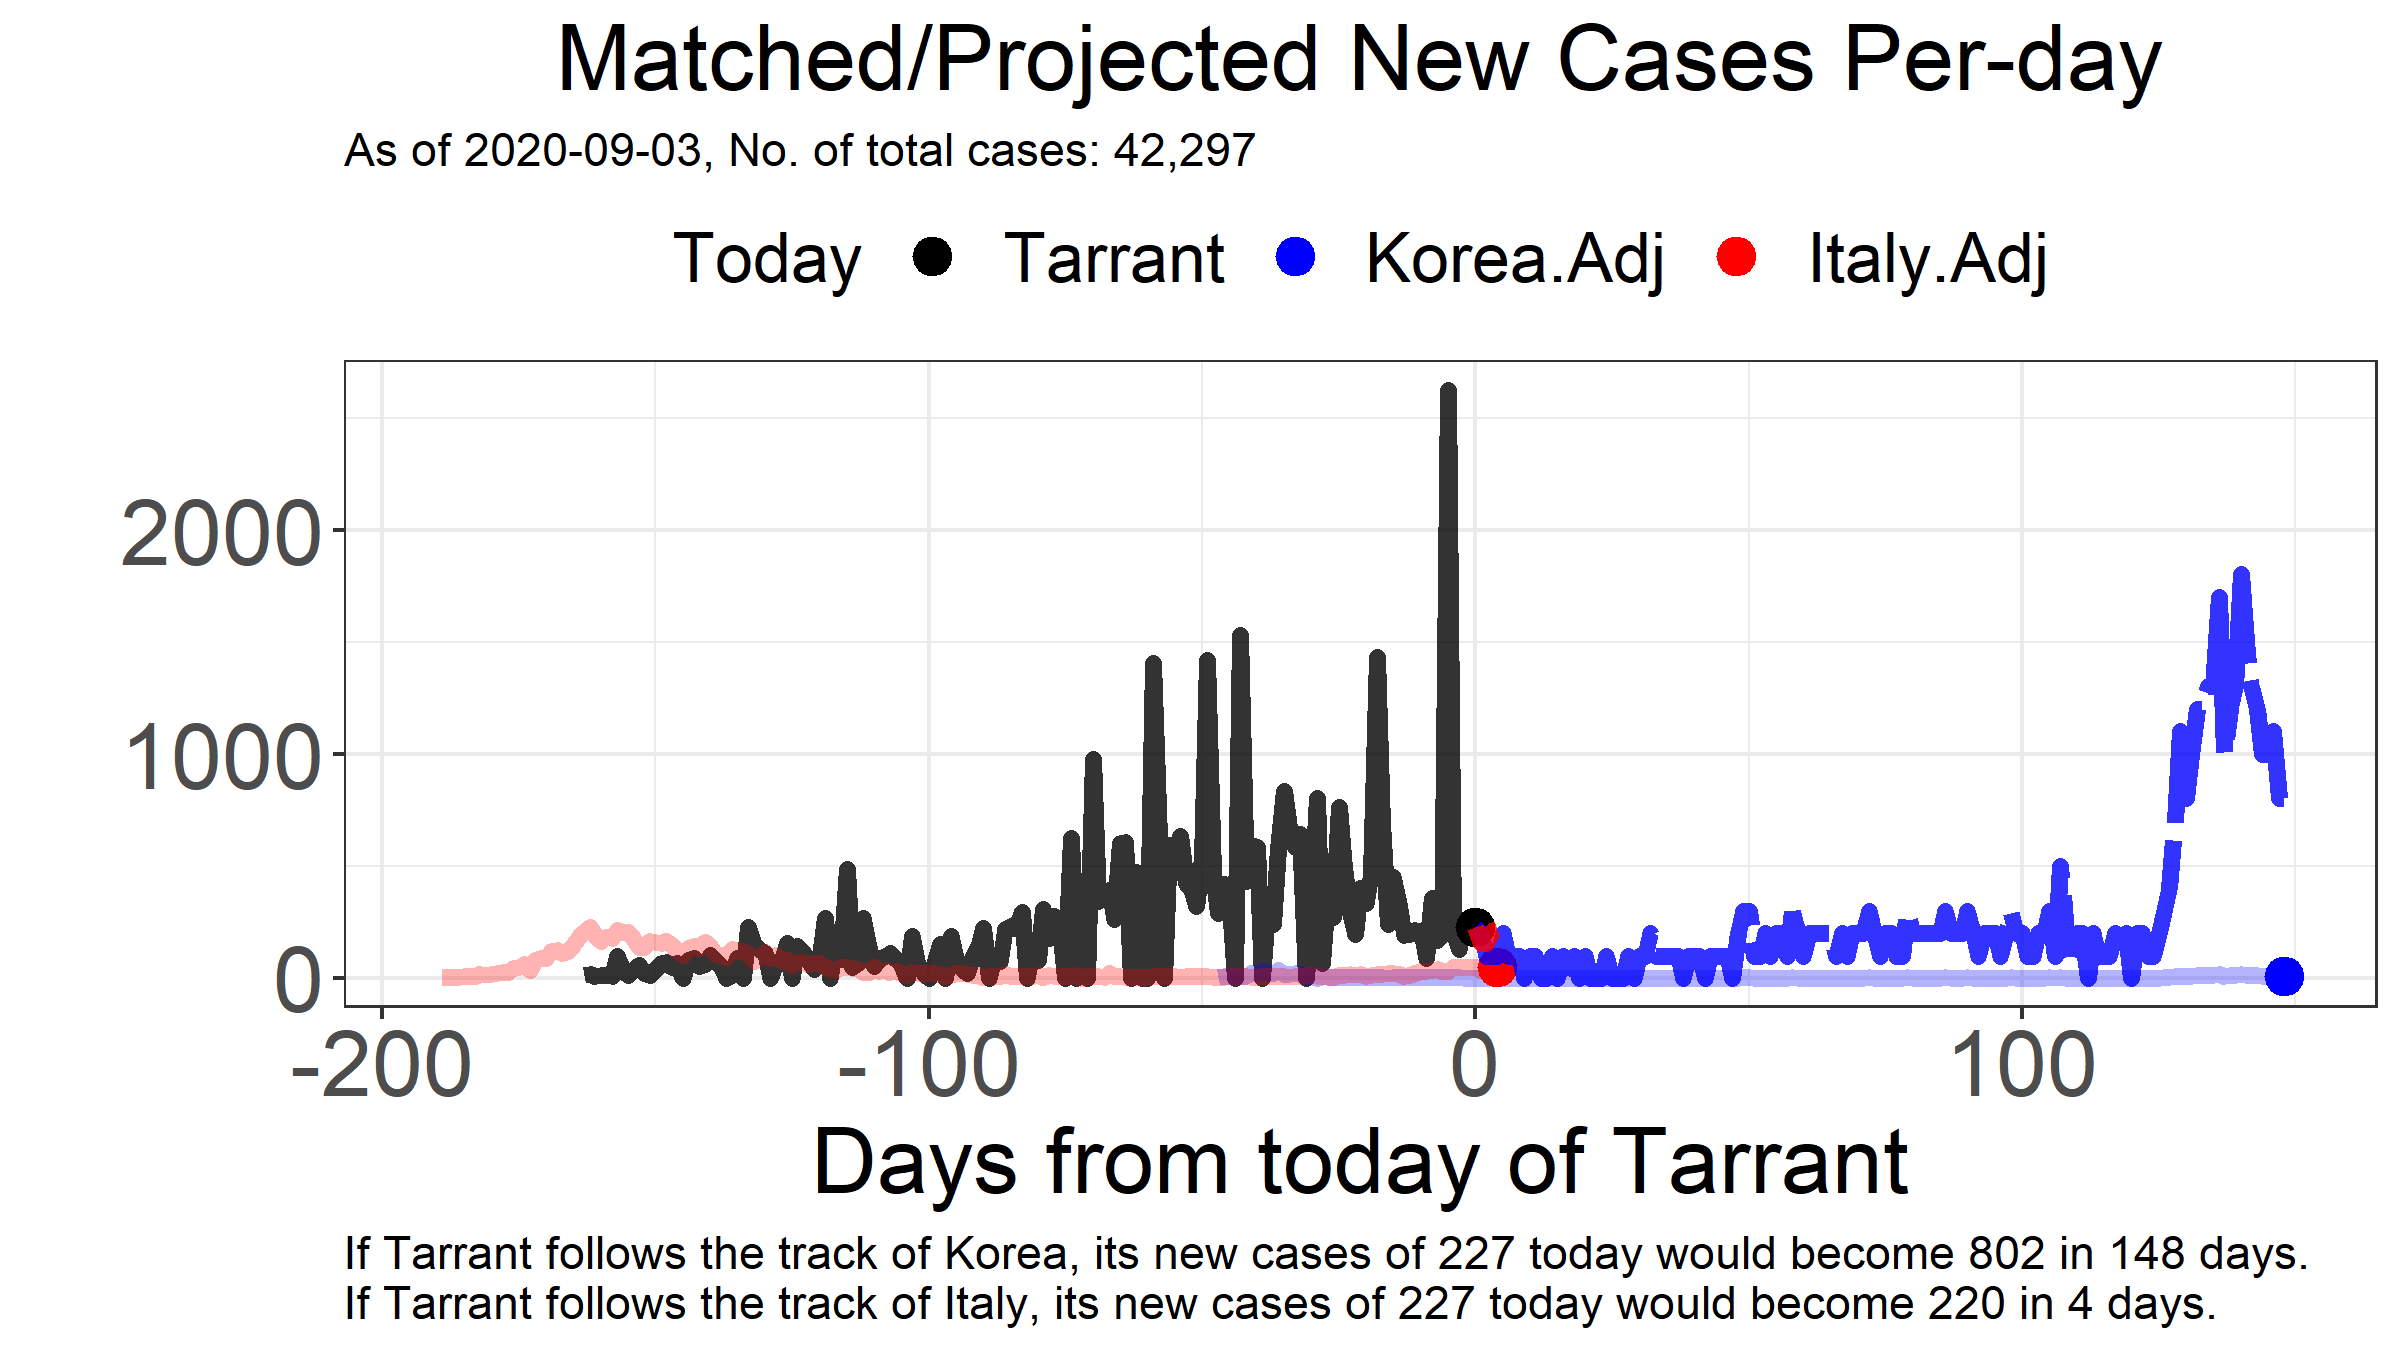 Matched/Projected New Cases Per-day
As of 2020-09-03, No. of total cases: 42,297
Today Tarrant Korea.Adj Italy.Adj
2000
1000
0
-200 -100 0 100
Days from today of Tarrant
If Tarrant follows the track of Korea, its new cases of 227 today would become 802 in 148 days.
If Tarrant follows the track of Italy, its new cases of 227 today would become 220 in 4 days.